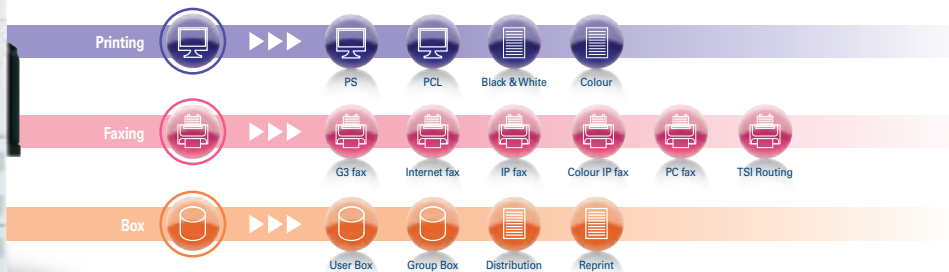 Printing
PS
PCL
Black & White
Colour
Faxing
G3 fax
Internet fax
IP fax
Colour IP fax
PC fax
TSI Routing
Box
User Box
Group Box
Distribution
Reprint